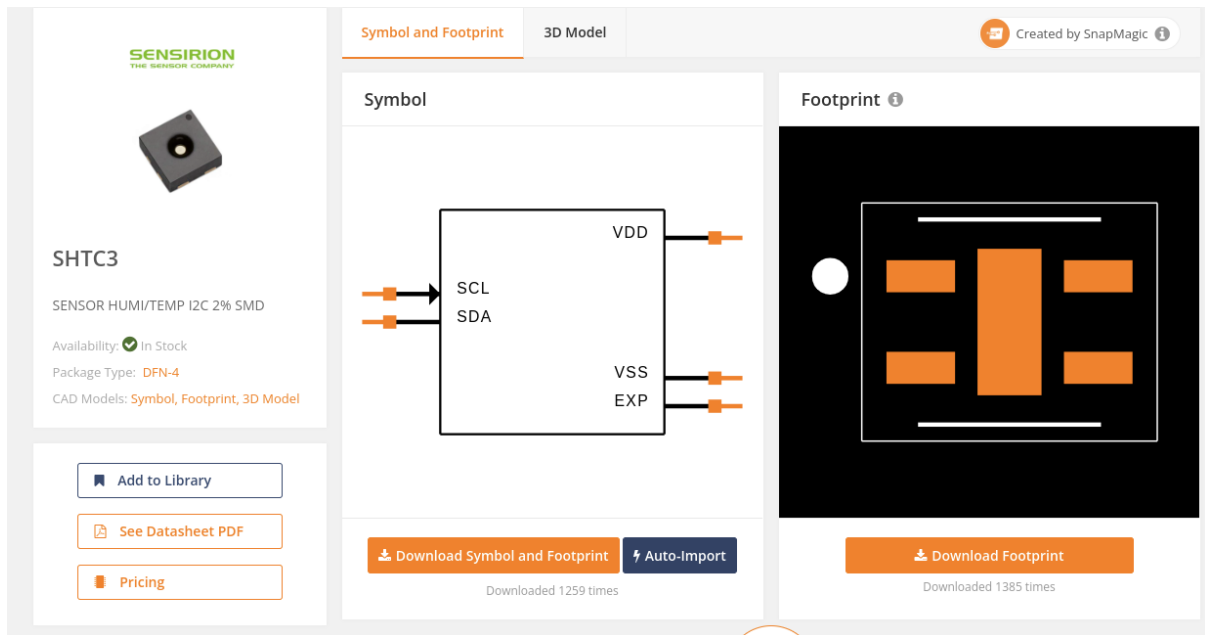 SENSIRION
THE SENSOR COMPANY
SHTC3
SENSOR HUMI/TEMP I2C 2% SMD
Availability: In Stock
Package Type: DFN-4
CAD Models: Symbol, Footprint, 3D Model
Add to Library
See Datasheet PDF
Pricing
Symbol and Footprint
3D Model
Created by SnapMagic
Symbol
VDD
SCL
SDA
VSS
EXP
Download Symbol and Footprint
Auto-Import
Downloaded 1259 times
Footprint
Download Footprint
Downloaded 1385 times